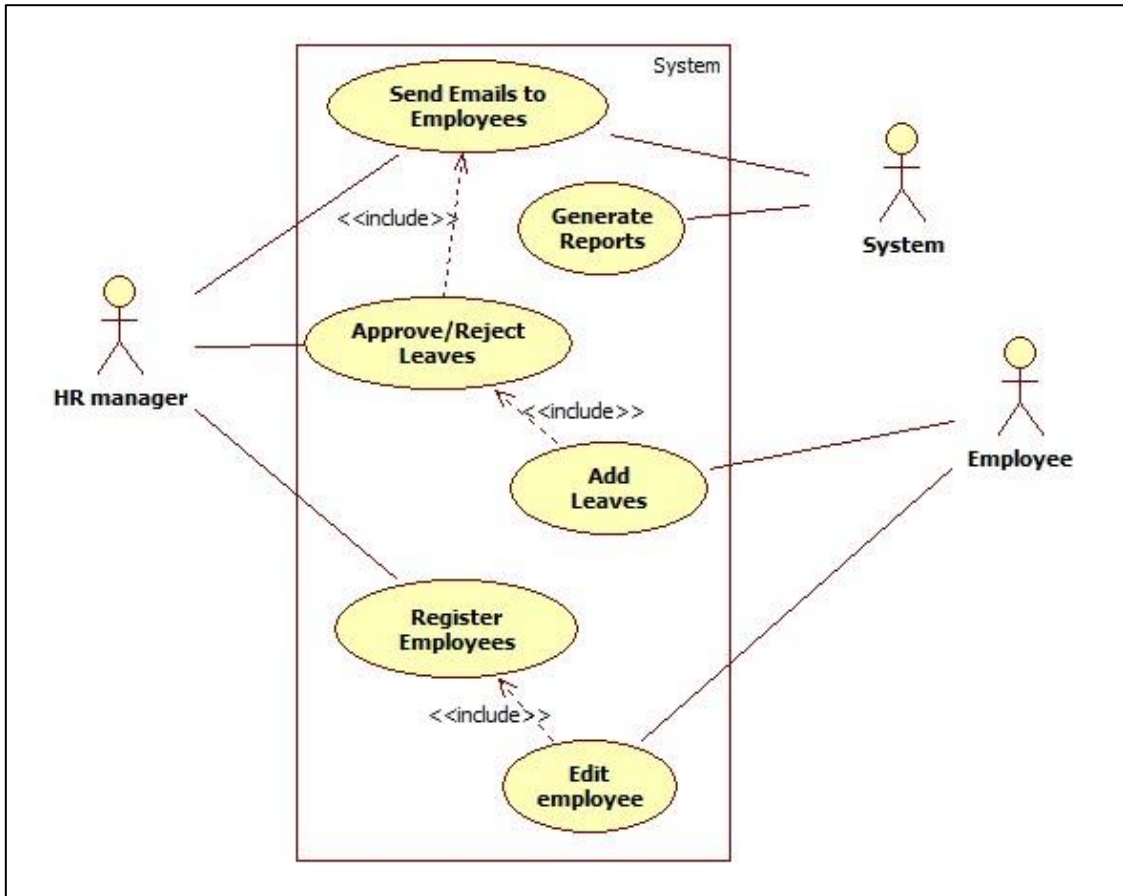 System
Send Emails to
Employees
<<include>>
Generate
Reports
System
Approve/Reject
Leaves
HR manager
<<include>>
Add
Leaves
Employee
Register
Employees
<<include>>
Edit
employee